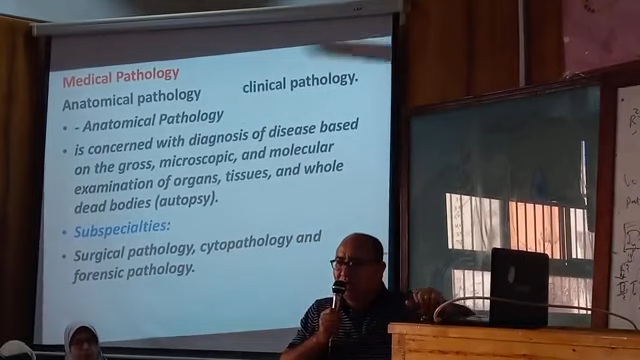 Medical Pathology
Anatomical pathology clinical pathology.
• - Anatomical Pathology
• is concerned with diagnosis of disease based
on the gross, microscopic, and molecular
examination of organs, tissues, and whole
dead bodies (autopsy).
• Subspecialties:
• Surgical pathology, cytopathology and
forensic pathology.